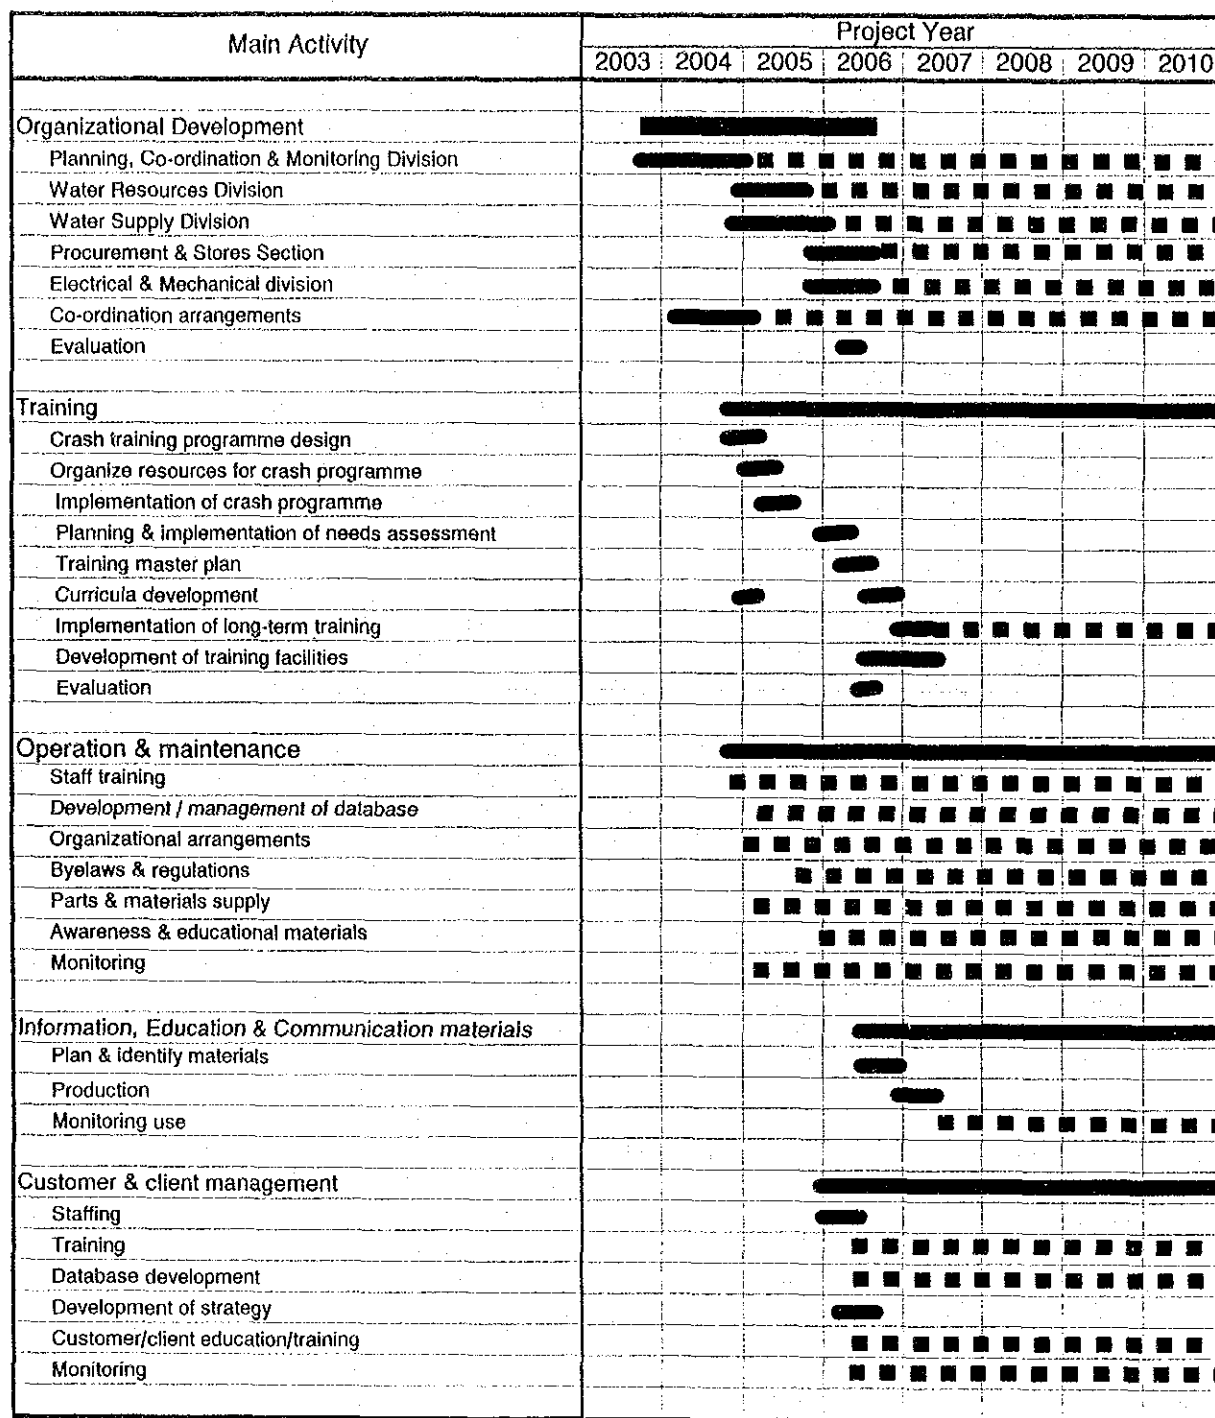 Main Activity
Project Year
2003 2004 2005 2006 2007 2008 2009 2010
Organizational Development
Planning, Co-ordination & Monitoring Division
Water Resources Division
Water Supply Division
Procurement & Stores Section
Electrical & Mechanical division
Co-ordination arrangements
Evaluation
Training
Crash training programme design
Organize resources for crash programme
Implementation of crash programme
Planning & implementation of needs assessment
Training master plan
Curricula development
Implementation of long-term training
Development of training facilities
Evaluation
Operation & maintenance
Staff training
Development / management of database
Organizational arrangements
Byelaws & regulations
Parts & materials supply
Awareness & educational materials
Monitoring
Information, Education & Communication materials
Plan & identify materials
Production
Monitoring use
Customer & client management
Staffing
Training
Database development
Development of strategy
Customer/client education/training
Monitoring